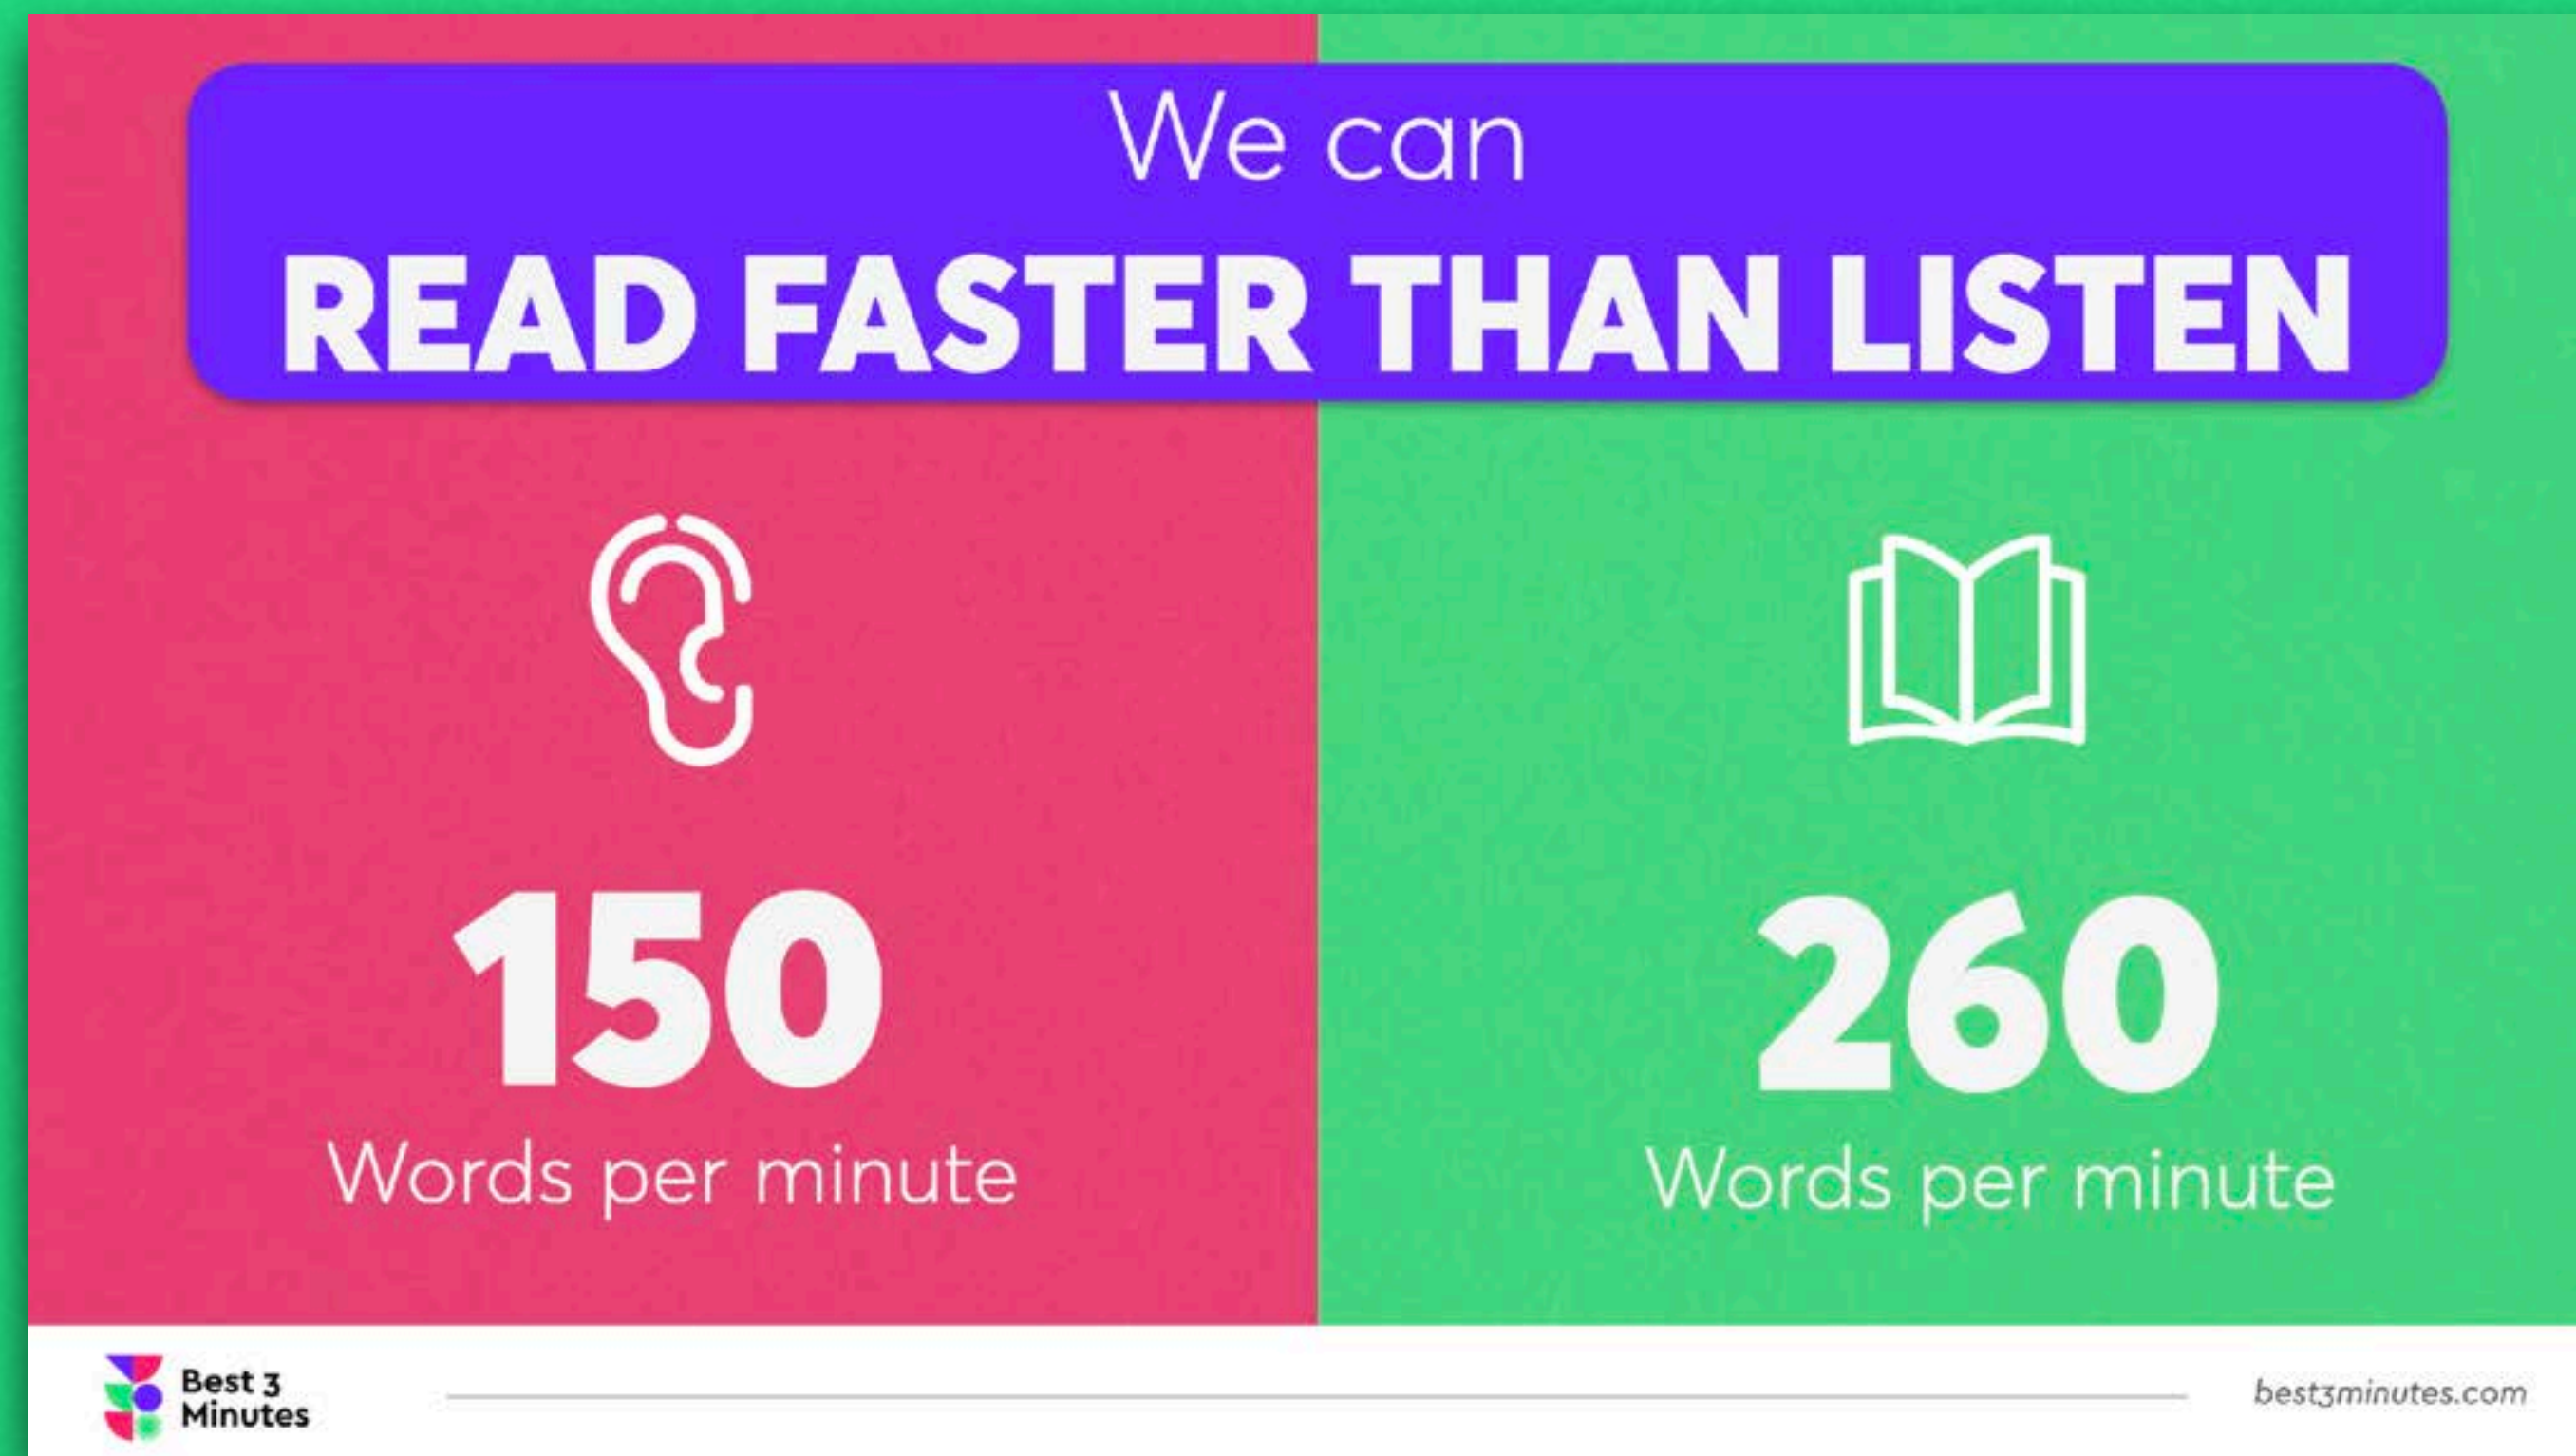 We can
READ FASTER THAN LISTEN
150
Words per minute
260
Words per minute
Best 3
Minutes
best3minutes.com